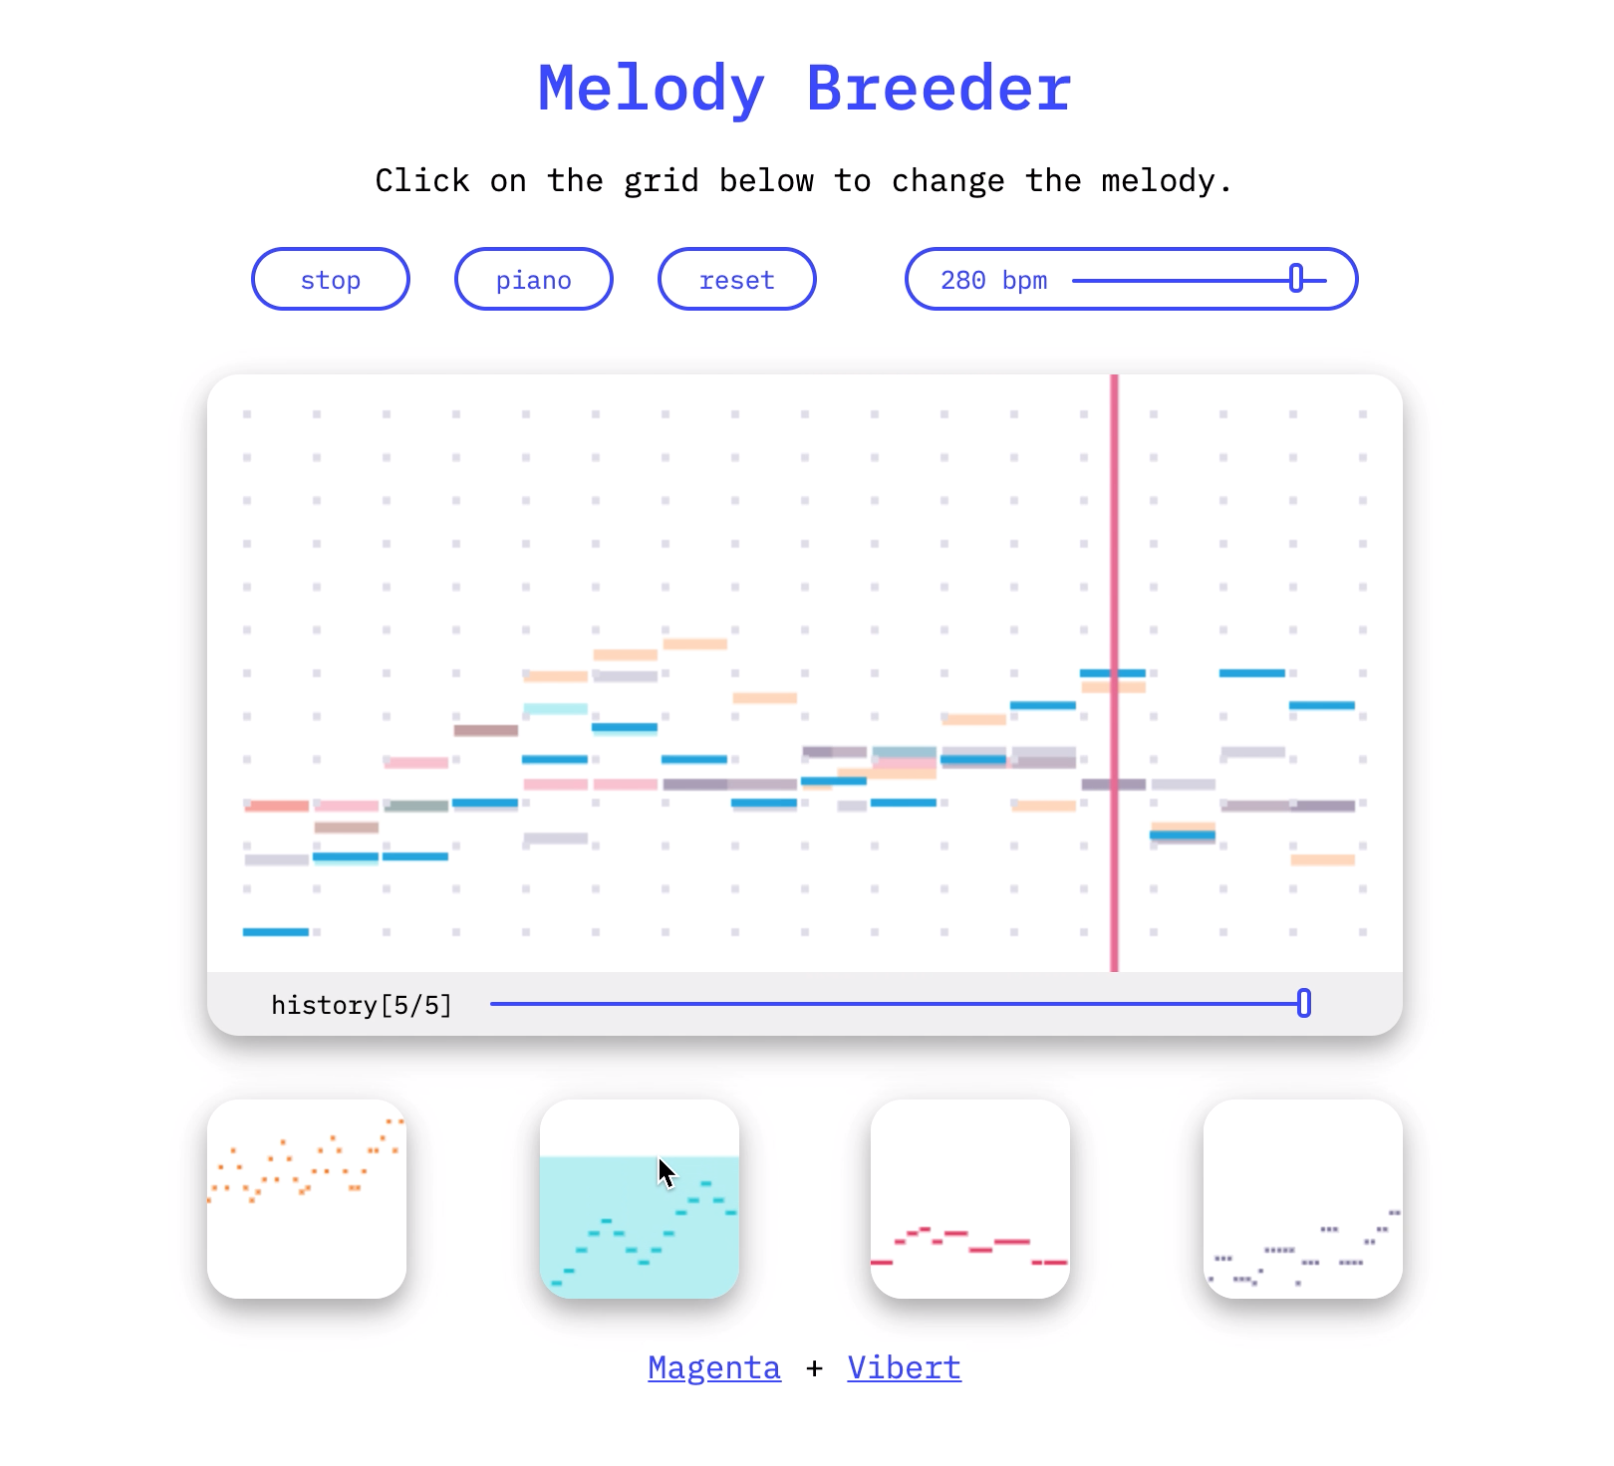 Melody Breeder
Click on the grid below to change the melody.
stop piano reset 280 bpm
history[5/5]
Magenta + Vibert